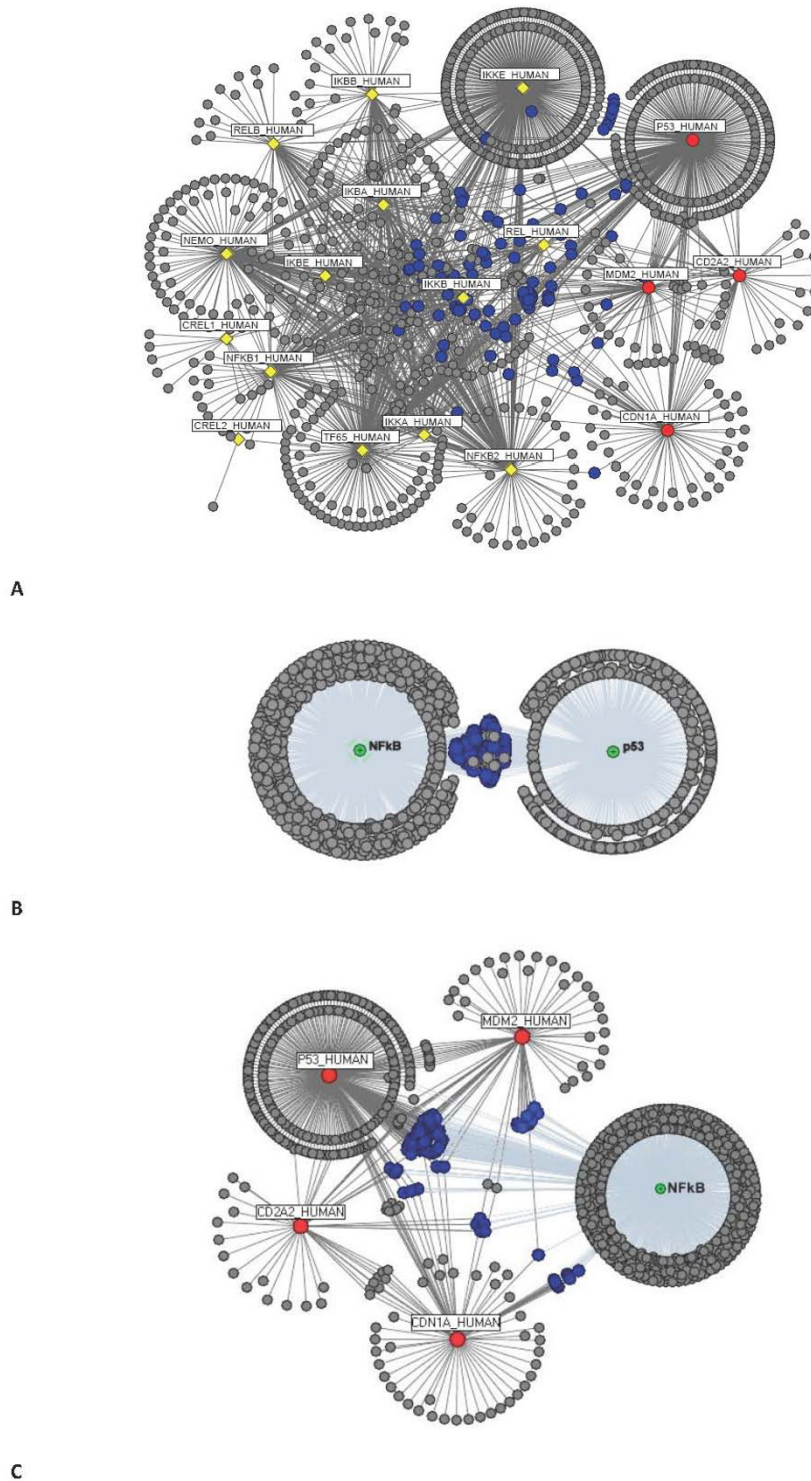 IKBB_HUMAN
IKKE_HUMAN
RELB_HUMAN
P53_HUMAN
IKBA_HUMAN
NEMO_HUMAN
REL_HUMAN
IKBE_HUMAN
MDM2_HUMAN
CD2A2_HUMAN
IKKB_HUMAN
CREL1_HUMAN
NFKB1_HUMAN
CREL2_HUMAN
IKKA_HUMAN
CDN1A_HUMAN
TF65_HUMAN
NFKB2_HUMAN
A
NFkB
p53
B
MDM2_HUMAN
P53_HUMAN
NFkB
CD2A2_HUMAN
CDN1A_HUMAN
C